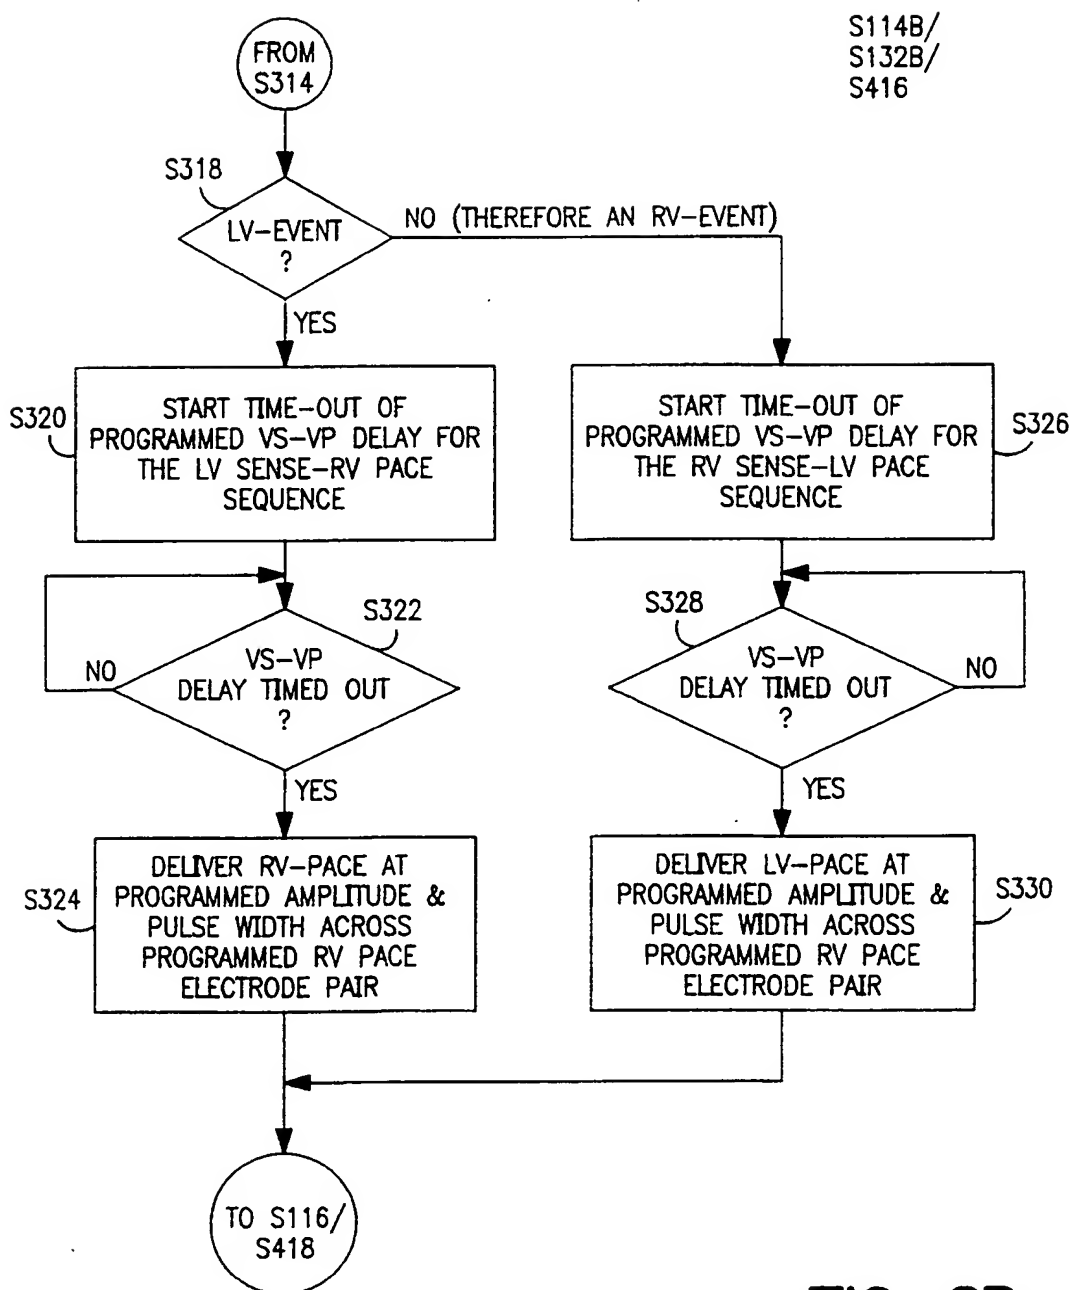 S114B/
S132B/
S416
FROM
S314
S318
LV-EVENT
?
NO (THEREFORE AN RV-EVENT)
YES
S320
START TIME-OUT OF
PROGRAMMED VS-VP DELAY FOR
THE LV SENSE-RV PACE
SEQUENCE
START TIME-OUT OF
PROGRAMMED VS-VP DELAY FOR
THE RV SENSE-LV PACE
SEQUENCE
S326
S322
VS-VP
DELAY TIMED OUT
?
NO
YES
S328
VS-VP
DELAY TIMED OUT
?
NO
YES
S324
DELIVER RV-PACE AT
PROGRAMMED AMPLITUDE &
PULSE WIDTH ACROSS
PROGRAMMED RV PACE
ELECTRODE PAIR
DELIVER LV-PACE AT
PROGRAMMED AMPLITUDE &
PULSE WIDTH ACROSS
PROGRAMMED RV PACE
ELECTRODE PAIR
S330
TO S116/
S418